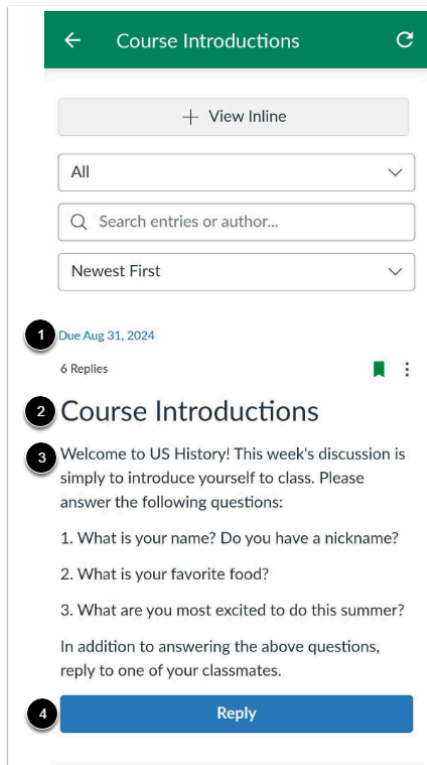 Course Introductions
+ View Inline
All
Search entries or author...
Newest First
1 Due Aug 31, 2024
6 Replies
2 Course Introductions
3 Welcome to US History! This week's discussion is
simply to introduce yourself to class. Please
answer the following questions:
1. What is your name? Do you have a nickname?
2. What is your favorite food?
3. What are you most excited to do this summer?
In addition to answering the above questions,
reply to one of your classmates.
4 Reply